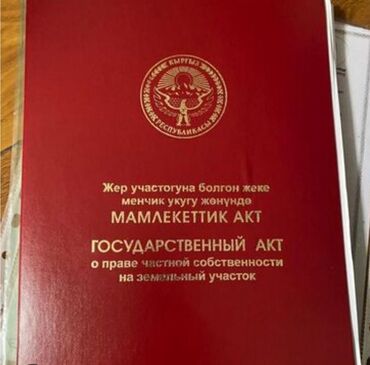 КЫРГЫЗ
РЕСПУБЛИКАСЫ
Жер участогуна болгон жеке
менчик укугу жөнүндө
МАМЛЕКЕТТИК АКТ
ГОСУДАРСТВЕННЫЙ АКТ
о праве частной собственности
на земельный участок